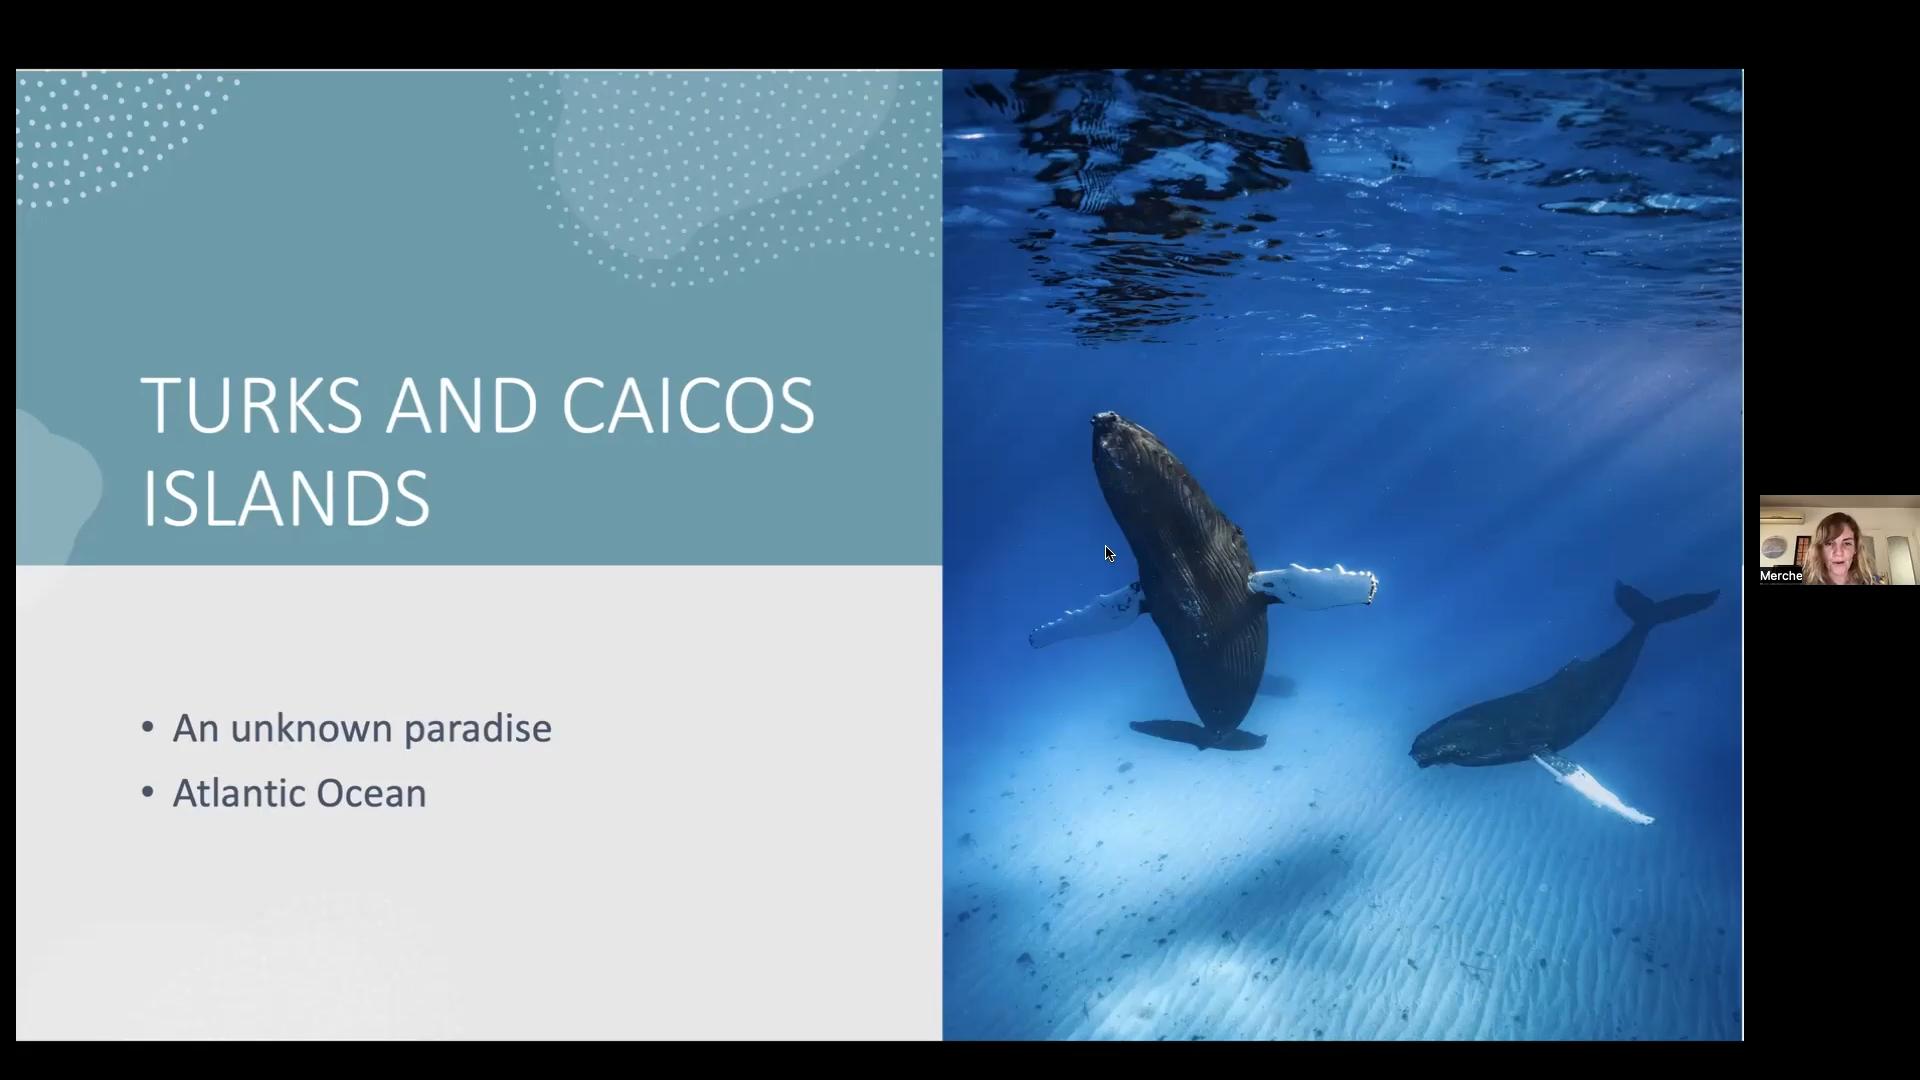 TURKS AND CAICOS
ISLANDS
• An unknown paradise
• Atlantic Ocean
Merche